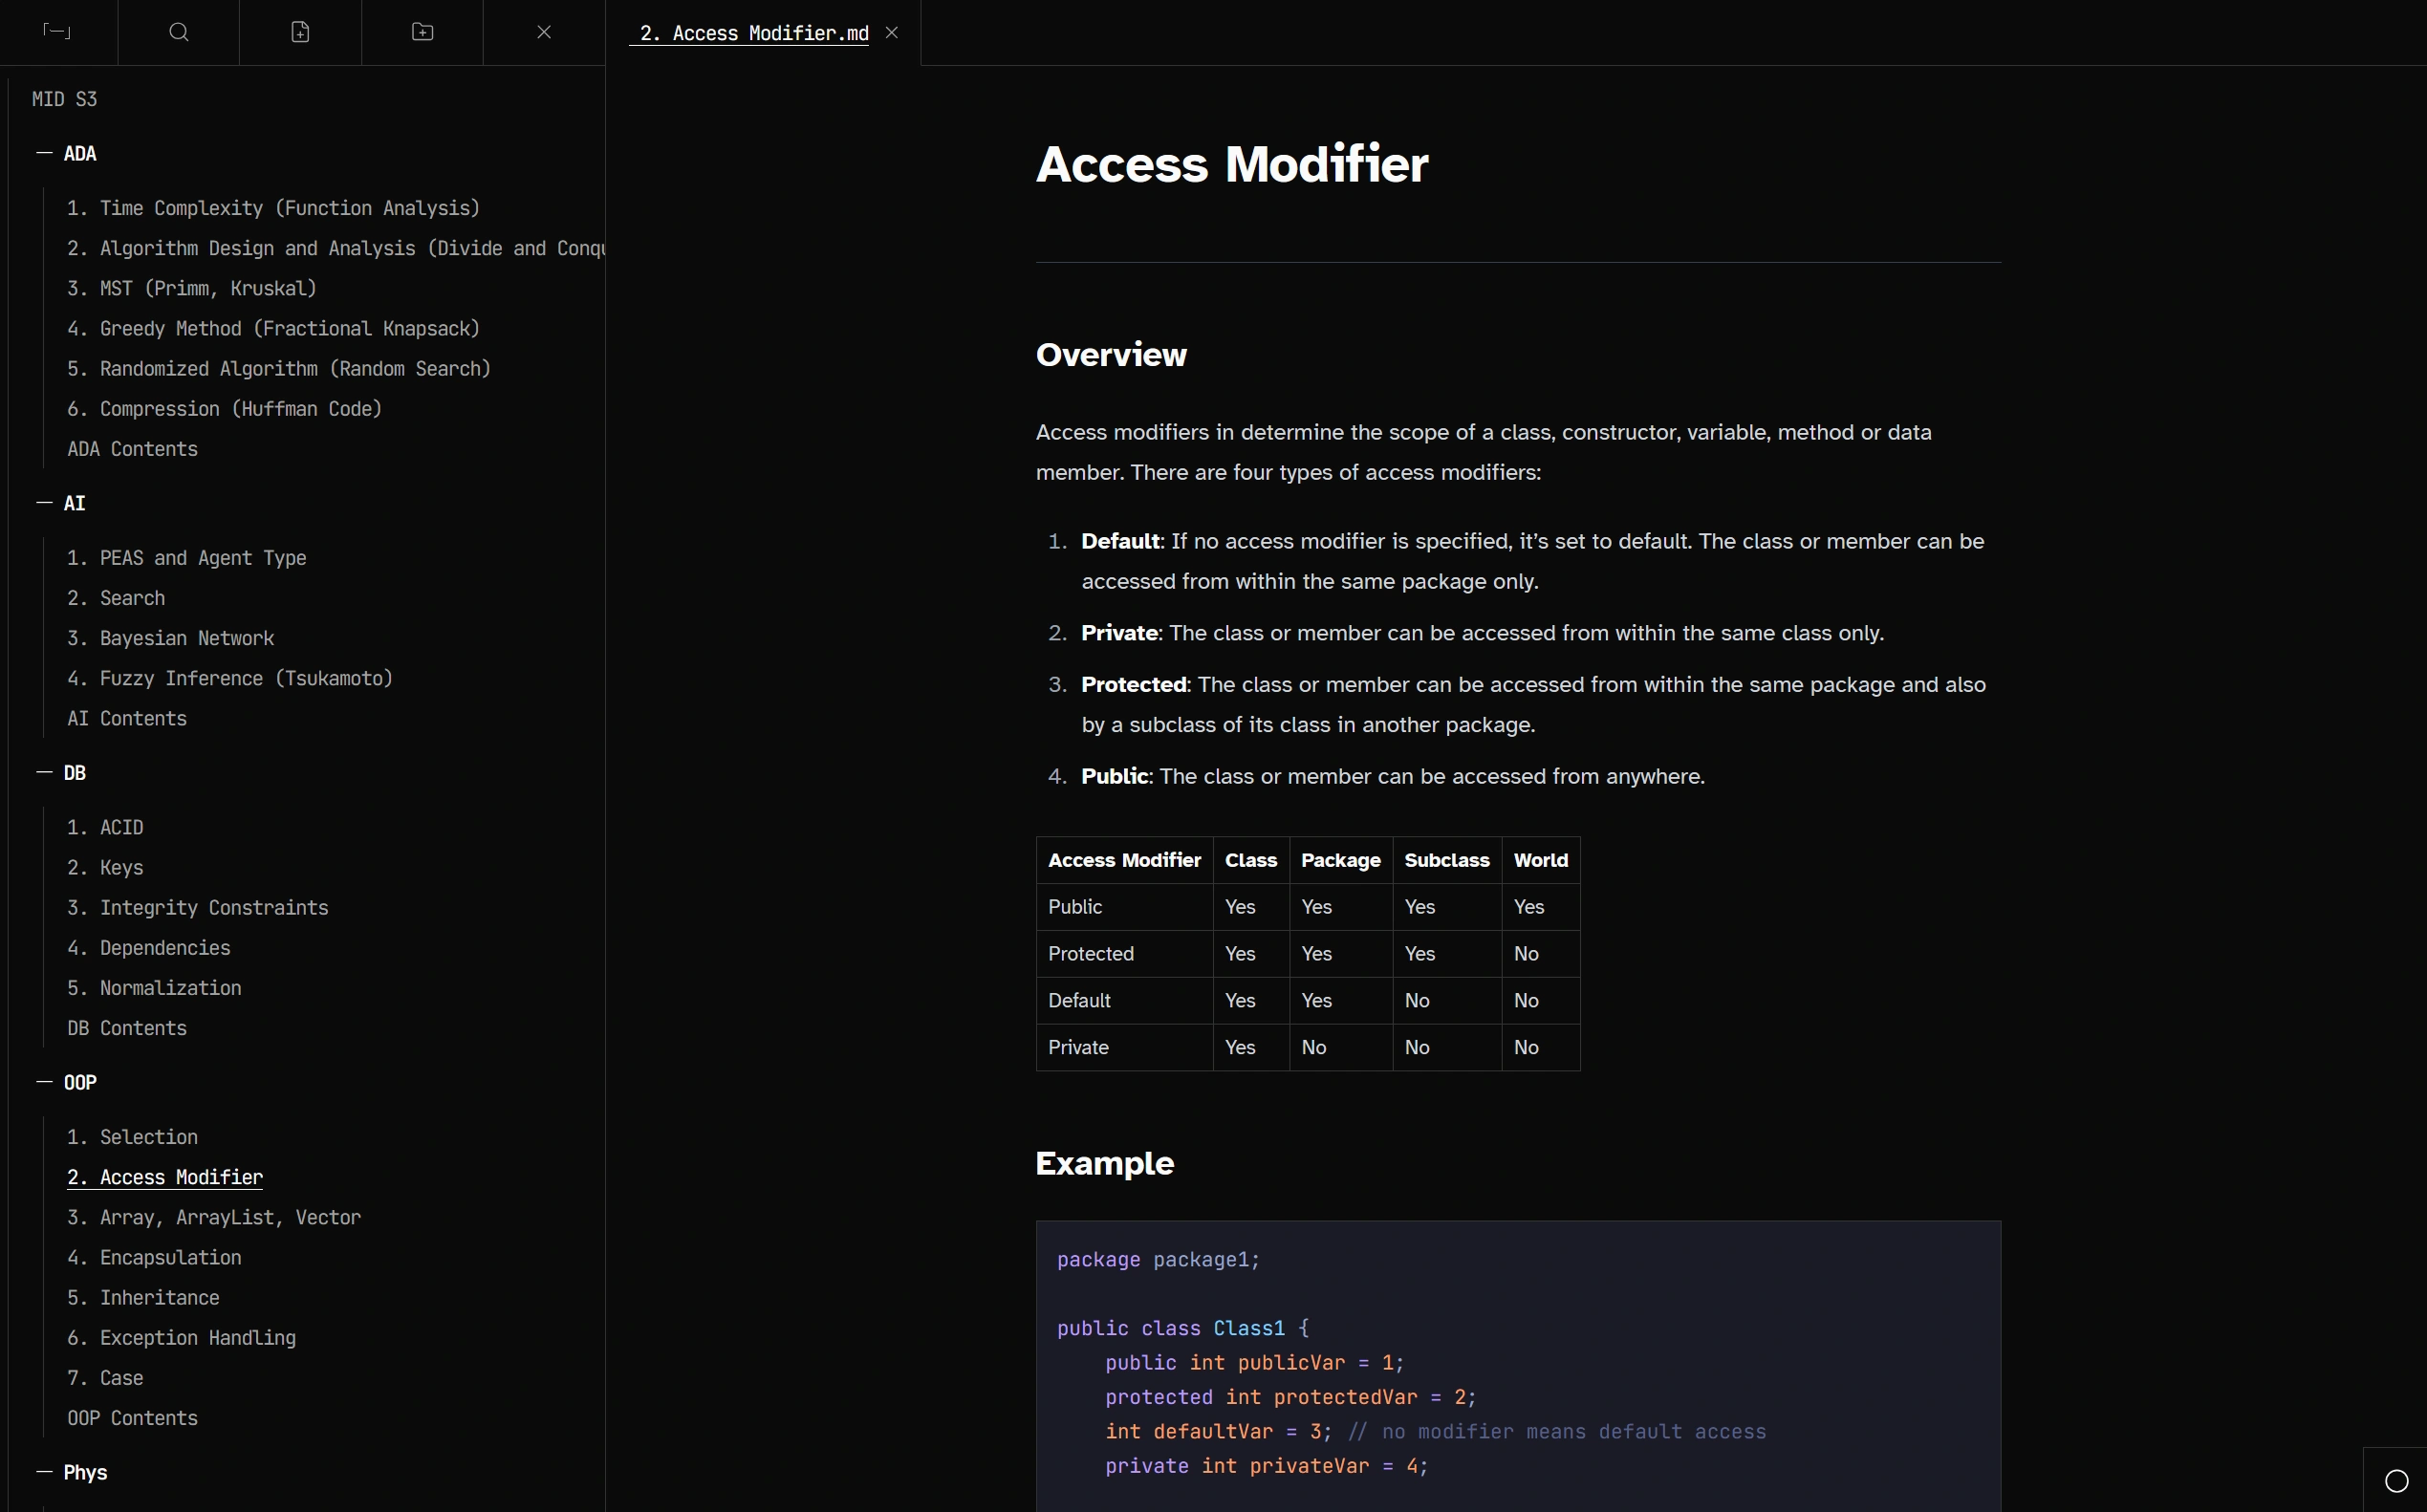 MID S3
ADA
1. Time Complexity (Function Analysis)
2. Algorithm Design and Analysis (Divide and
3. MST (Primm, Kruskal)
4. Greedy Method (Fractional Knapsack)
5. Randomized Algorithm (Random Search)
6. Compression (Huffman Code)
ADA Contents
AI
1. PEAS and Agent Type
2. Search
3. Bayesian Network
4. Fuzzy Inference (Tsukamoto)
AI Contents
DB
1. ACID
2. Keys
3. Integrity Constraints
4. Dependencies
5. Normalization
DB Contents
OOP
1. Selection
2. Access Modifier
3. Array, ArrayList, Vector
4. Encapsulation
5. Inheritance
6. Exception Handling
7. Case
OOP Contents
Phys
2. Access Modifier.md
Access Modifier
Overview
Access modifiers in determine the scope of a class, constructor, variable, method or data
member. There are four types of access modifiers:
1. Default: If no access modifier is specified, it’s set to default. The class or member can be
accessed from within the same package only.
2. Private: The class or member can be accessed from within the same class only.
3. Protected: The class or member can be accessed from within the same package and also
by a subclass of its class in another package.
4. Public: The class or member can be accessed from anywhere.
Access Modifier Class Package Subclass World
Public Yes Yes Yes Yes
Protected Yes Yes Yes No
Default Yes Yes No No
Private Yes No No No
Example
package package1;
public class Class1 {
public int publicVar = 1;
protected int protectedVar = 2;
int defaultVar = 3; // no modifier means default access
private int privateVar = 4;